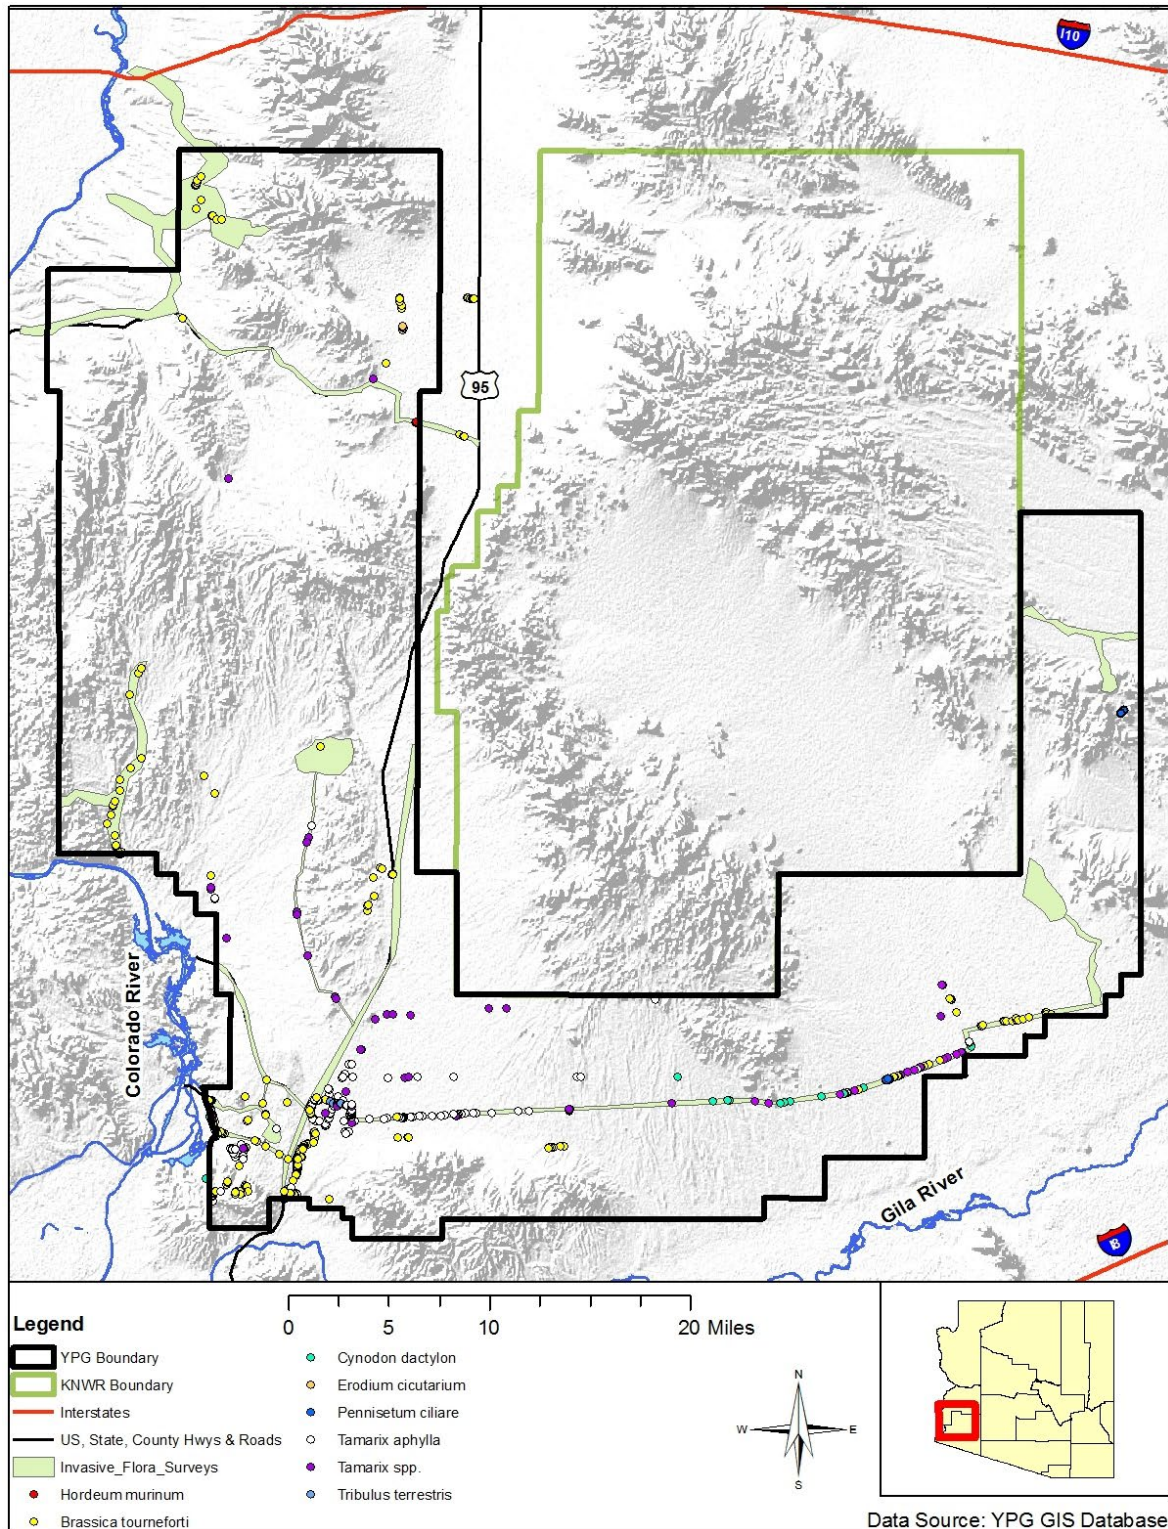 I10
95
Colorado River
Gila River
I8
Legend
YPG Boundary
KNWR Boundary
Interstates
US, State, County Hwys & Roads
Invasive_Flora_Surveys
Hordeum murinum
Brassica tourneforti
0 5 10 20 Miles
Cynodon dactylon
Erodium cicutarium
Pennisetum ciliare
Tamarix aphylla
Tamarix spp.
Tribulus terrestris
N
W E
S
Data Source: YPG GIS Database